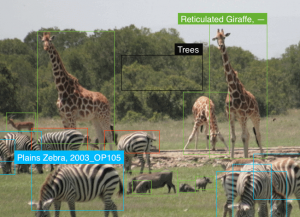 Reticulated Giraffe, —
Trees
Plains Zebra, 2003_OP105